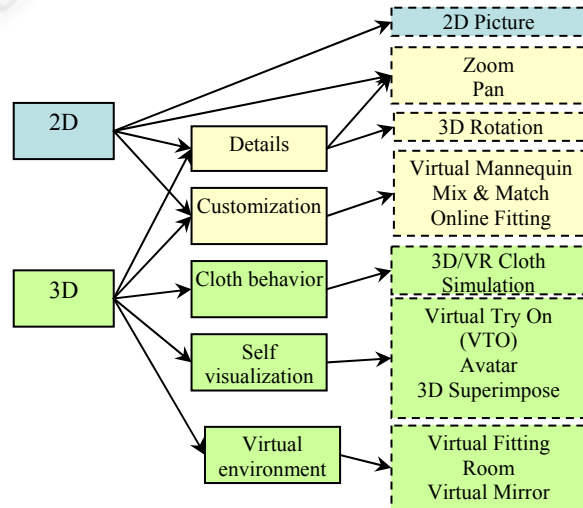 2D
3D
Details
Customization
Cloth behavior
Self
visualization
Virtual
environment
2D Picture
Zoom
Pan
3D Rotation
Virtual Mannequin
Mix & Match
Online Fitting
3D/VR Cloth
Simulation
Virtual Try On
(VTO)
Avatar
3D Superimpose
Virtual Fitting
Room
Virtual Mirror